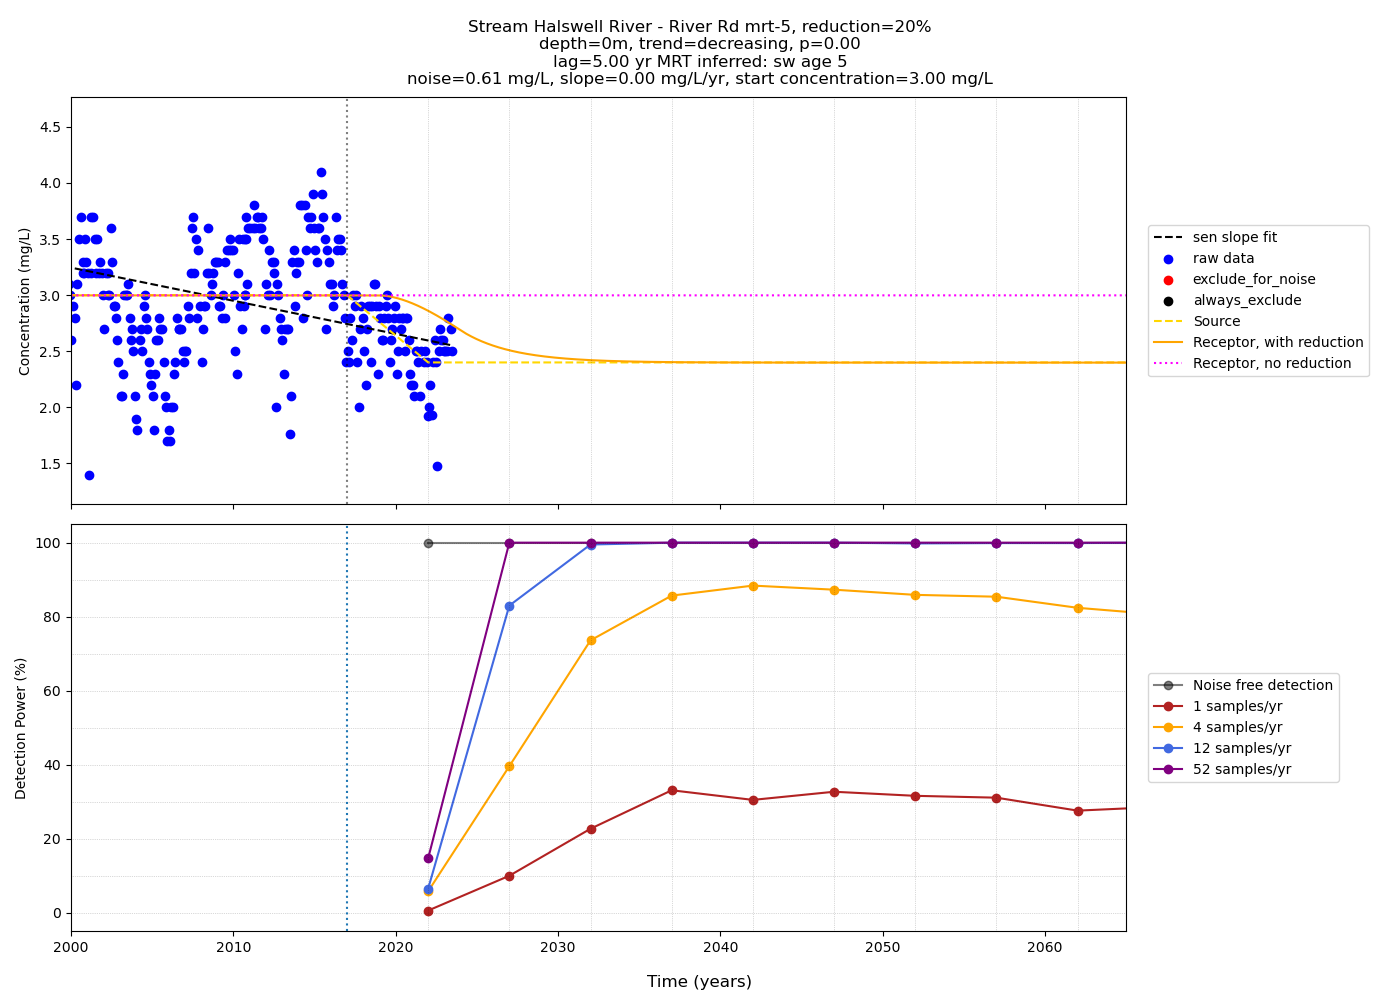 Stream Halswell River - River Rd mrt-5, reduction=20%
depth=0m, trend=decreasing, p=0.00
lag=5.00 yr MRT inferred: sw age 5
noise=0.61 mg/L, slope=0.00 mg/L/yr, start concentration=3.00 mg/L
Concentration (mg/L)
4.5
4.0
3.5
3.0
2.5
2.0
1.5
sen slope fit
raw data
exclude_for_noise
always_exclude
Source
Receptor, with reduction
Receptor, no reduction
Detection Power (%)
100
80
60
40
20
0
Noise free detection
1 samples/yr
4 samples/yr
12 samples/yr
52 samples/yr
2000 2010 2020 2030 2040 2050 2060
Time (years)